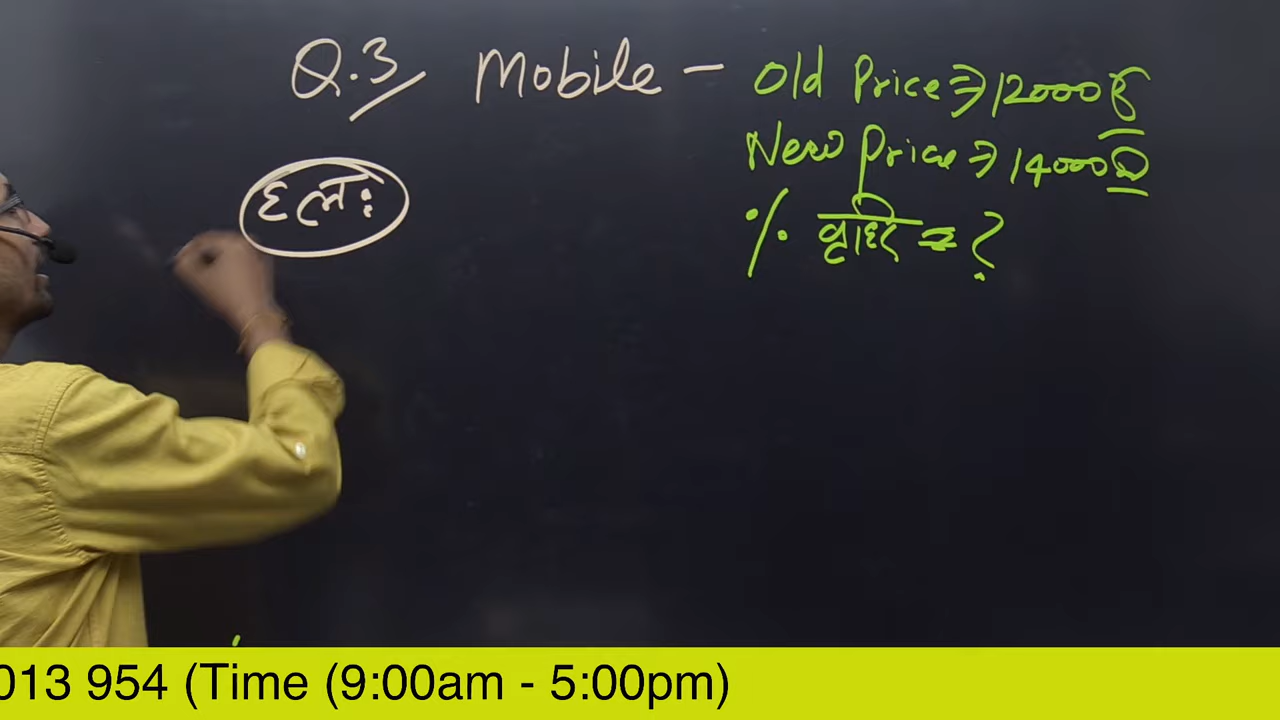 Q.3 Mobile – Old Price ⇒ 12000 ₹
New Price ⇒ 14000 ₹
% वृद्धि = ?
हल:
013 954 (Time (9:00am - 5:00pm)